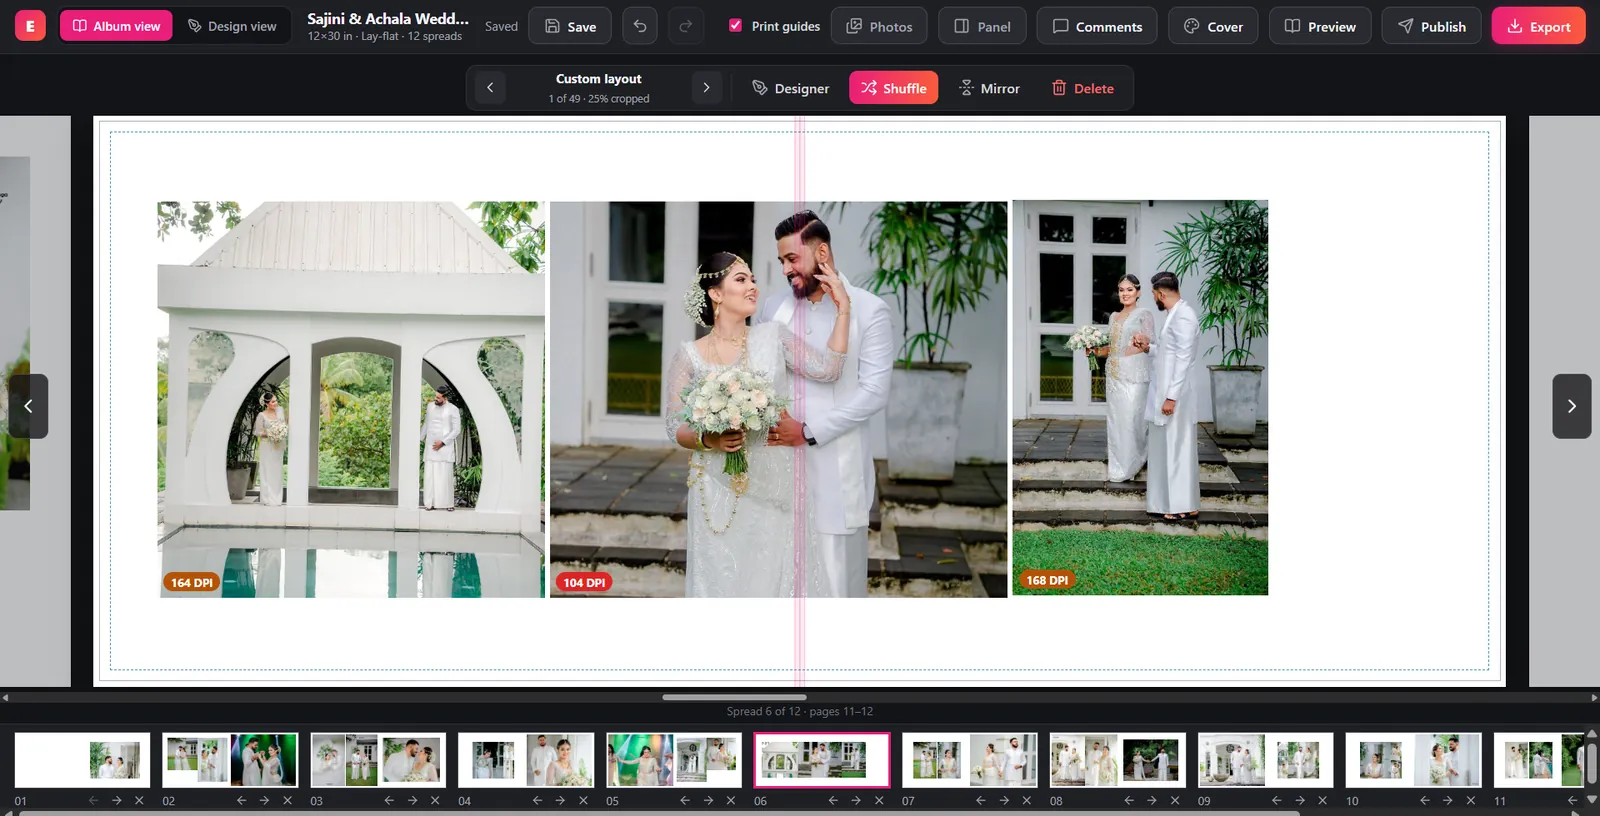 E
Album view
Design view
Sajini & Achala Wedd...
12×30 in · Lay-flat · 12 spreads
Saved
Save
Print guides
Photos
Panel
Comments
Cover
Preview
Publish
Export
Custom layout
1 of 49 · 25% cropped
Designer
Shuffle
Mirror
Delete
164 DPI
104 DPI
168 DPI
Spread 6 of 12 · pages 11–12
01
02
03
04
05
06
07
08
09
10
11